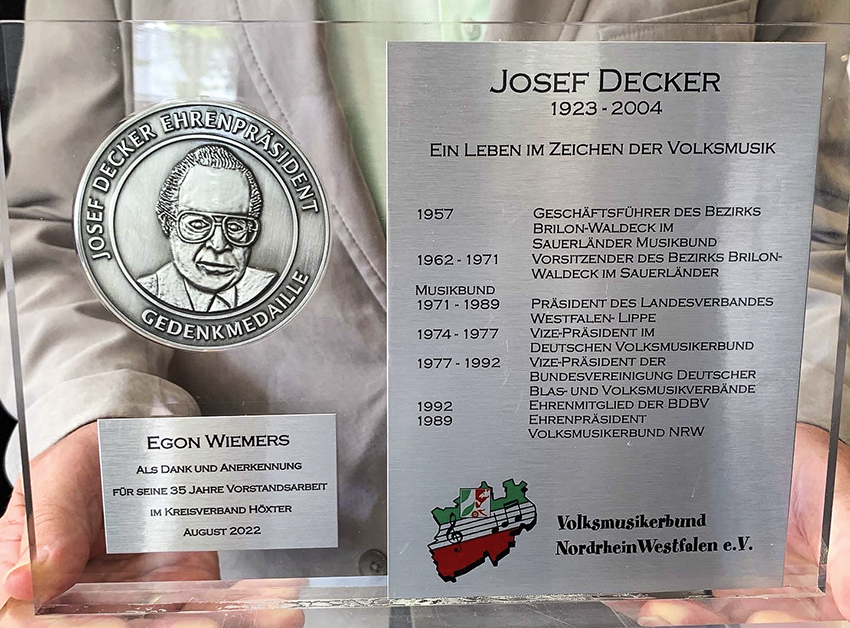 JOSEF DECKER EHRENPRÄSIDENT
GEDENKMEDAILLE
EGON WIEMERS
ALS DANK UND ANERKENNUNG
FÜR SEINE 35 JAHRE VORSTANDSARBEIT
IM KREISVERBAND HÖXTER
AUGUST 2022
JOSEF DECKER
1923 - 2004
EIN LEBEN IM ZEICHEN DER VOLKSMUSIK
1957 GESCHÄFTSFÜHRER DES BEZIRKS
BRILON-WALDECK IM
SAUERLÄNDER MUSIKBUND
1962 - 1971 VORSITZENDER DES BEZIRKS BRILON-
WALDECK IM SAUERLÄNDER
MUSIKBUND
1971 - 1989 PRÄSIDENT DES LANDESVERBANDES
WESTFALEN- LIPPE
1974 - 1977 VIZE-PRÄSIDENT IM
DEUTSCHEN VOLKSMUSIKERBUND
1977 - 1992 VIZE-PRÄSIDENT DER
BUNDESVEREINIGUNG DEUTSCHER
BLAS- UND VOLKSMUSIKVERBÄNDE
1992 EHRENMITGLIED DER BDBV
1989 EHRENPRÄSIDENT
VOLKSMUSIKERBUND NRW
Volksmusikerbund
NordrheinWestfalen e.V.